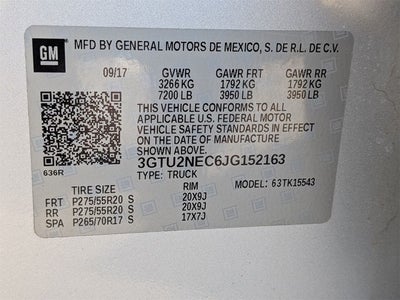 GM MFD BY GENERAL MOTORS DE MEXICO, S. DE R.L. DE C.V.
09/17 GVWR GAWR FRT GAWR RR
3266 KG 1792 KG 1792 KG
7200 LB 3950 LB 3950 LB
THIS VEHICLE CONFORMS TO ALL
APPLICABLE U.S. FEDERAL MOTOR
VEHICLE SAFETY STANDARDS IN EFFECT
ON THE DATE OF MANUFACTURE SHOWN ABOVE.
636R 3GTU2NEC6JG152163
TYPE: TRUCK
TIRE SIZE RIM MODEL: 63TK15543
FRT P275/55R20 S 20X9J
RR P275/55R20 S 20X9J
SPA P265/70R17 S 17X7J